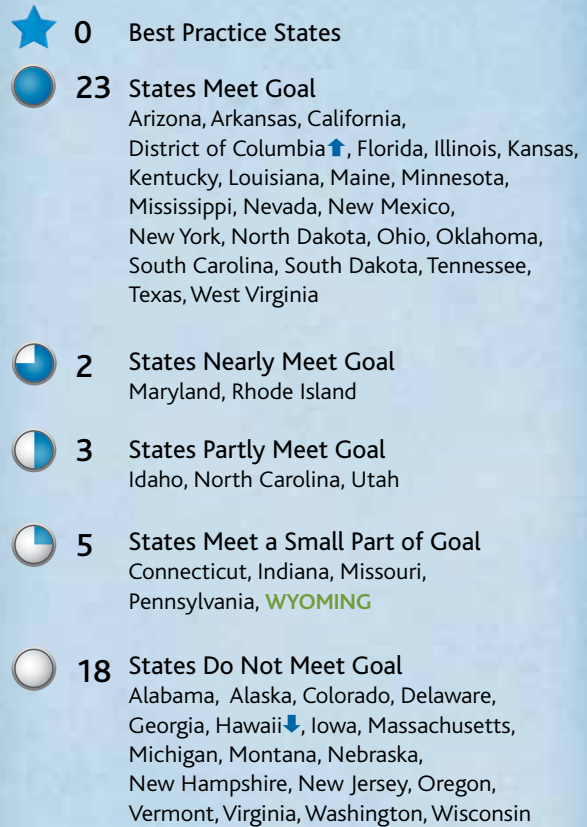 0 Best Practice States
23 States Meet Goal
Arizona, Arkansas, California,
District of Columbia⬆, Florida, Illinois, Kansas,
Kentucky, Louisiana, Maine, Minnesota,
Mississippi, Nevada, New Mexico,
New York, North Dakota, Ohio, Oklahoma,
South Carolina, South Dakota, Tennessee,
Texas, West Virginia
2 States Nearly Meet Goal
Maryland, Rhode Island
3 States Partly Meet Goal
Idaho, North Carolina, Utah
5 States Meet a Small Part of Goal
Connecticut, Indiana, Missouri,
Pennsylvania, WYOMING
18 States Do Not Meet Goal
Alabama, Alaska, Colorado, Delaware,
Georgia, Hawaii⬇, Iowa, Massachusetts,
Michigan, Montana, Nebraska,
New Hampshire, New Jersey, Oregon,
Vermont, Virginia, Washington, Wisconsin